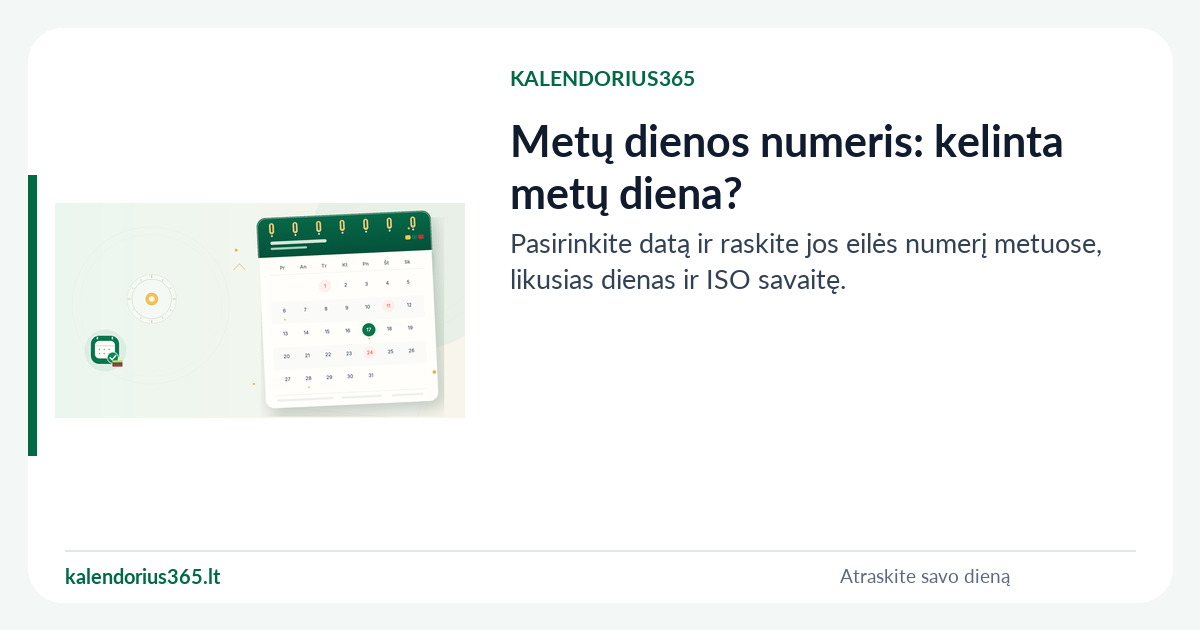 KALENDORIUS365
Metų dienos numeris: kelinta
metų diena?
Pasirinkite datą ir raskite jos eilės numerį metuose,
likusias dienas ir ISO savaitę.
Pr An Tr Kt Pn Št Sk
1 2 3 4 5
6 7 8 9 10 11 12
13 14 15 16 17 18 19
20 21 22 23 24 25 26
27 28 29 30 31
kalendorius365.lt
Atraskite savo dieną